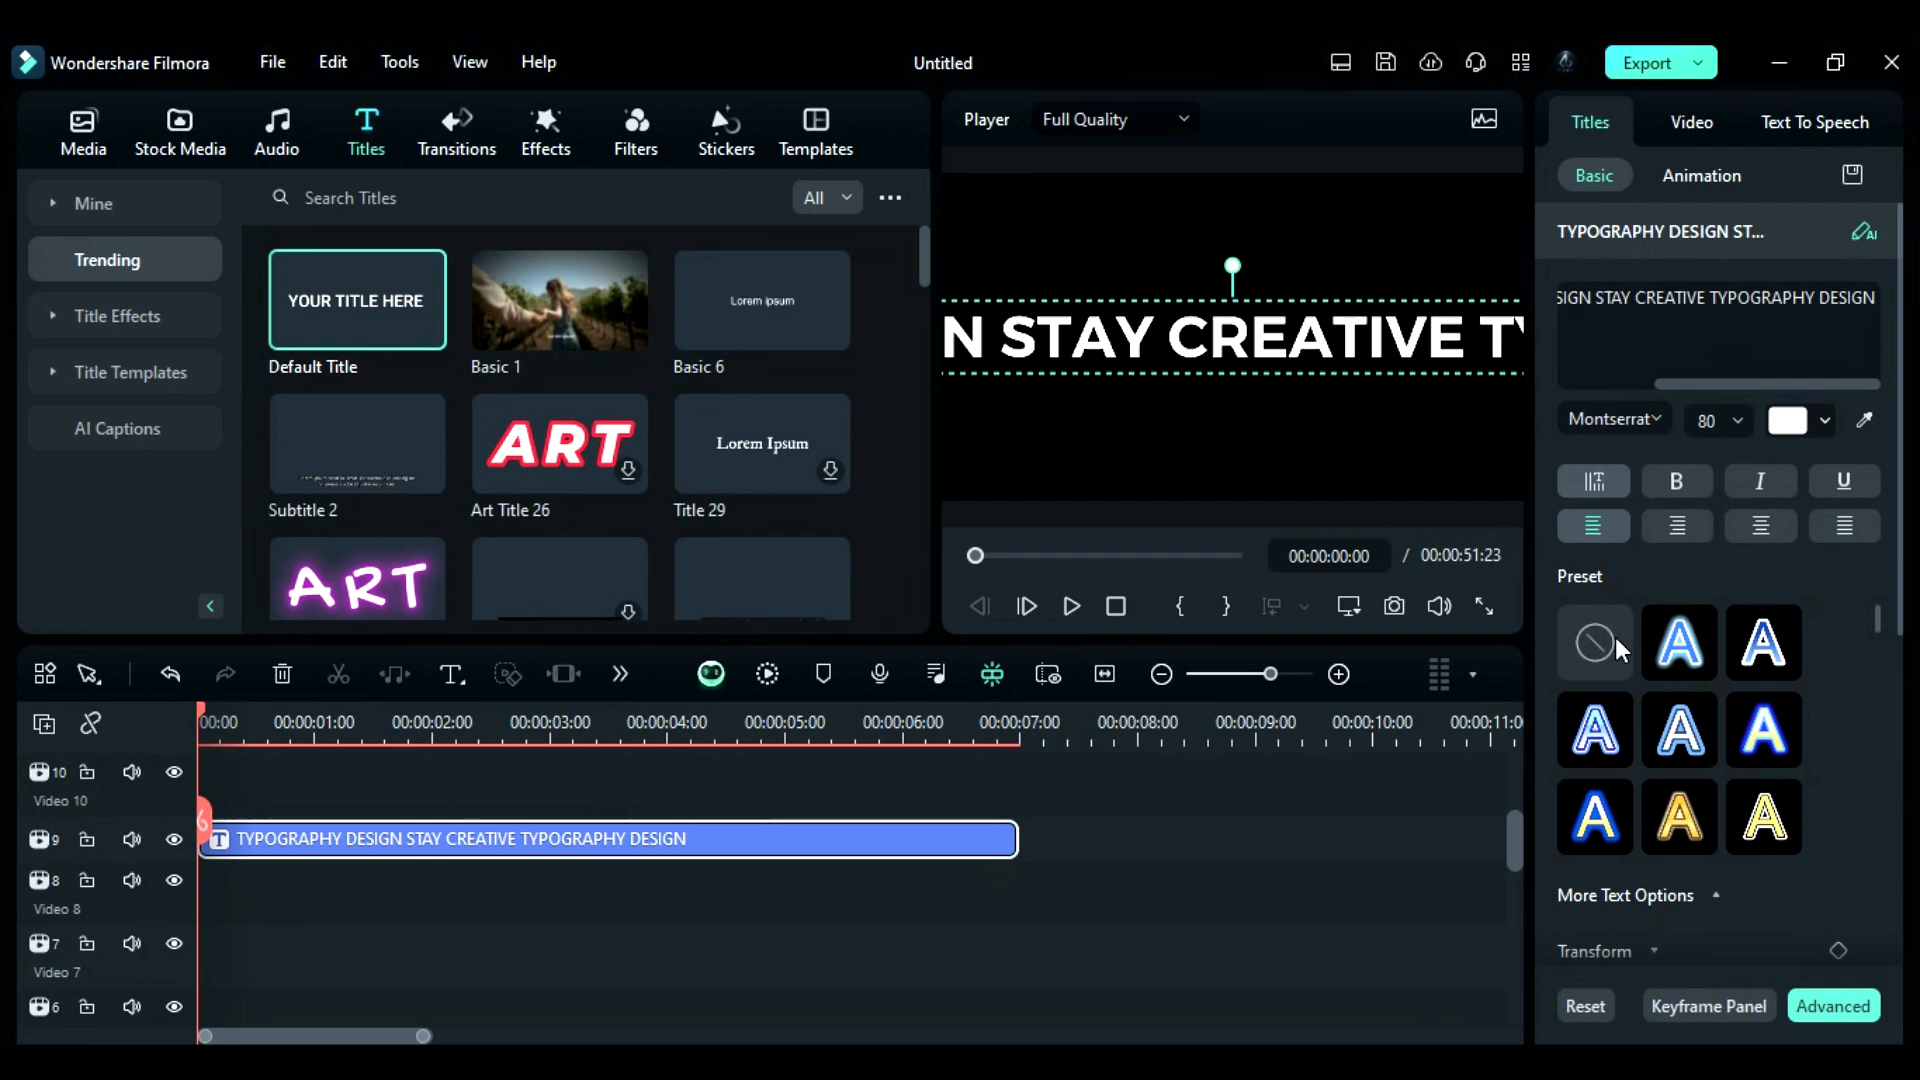 Wondershare Filmora File Edit Tools View Help Untitled Export
Media Stock Media Audio Titles Transitions Effects Filters Stickers Templates
Mine
Trending
Title Effects
Title Templates
AI Captions
Search Titles All
YOUR TITLE HERE
Lorem ipsum
Default Title Basic 1 Basic 6
ART
Lorem Ipsum
Subtitle 2 Art Title 26 Title 29
ART
Player Full Quality
N STAY CREATIVE TY
00:00:00:00 / 00:00:51:23
Titles Video Text To Speech
Basic Animation
TYPOGRAPHY DESIGN ST...
AI
SIGN STAY CREATIVE TYPOGRAPHY DESIGN
Montserrat 80
B I U
Preset
A A
A A A
A A A
More Text Options
Transform
Reset Keyframe Panel Advanced
00:00 00:00:01:00 00:00:02:00 00:00:03:00 00:00:04:00 00:00:05:00 00:00:06:00 00:00:07:00 00:00:08:00 00:00:09:00 00:00:10:00 00:00:11:0
10
Video 10
9
T TYPOGRAPHY DESIGN STAY CREATIVE TYPOGRAPHY DESIGN
8
Video 8
7
Video 7
6